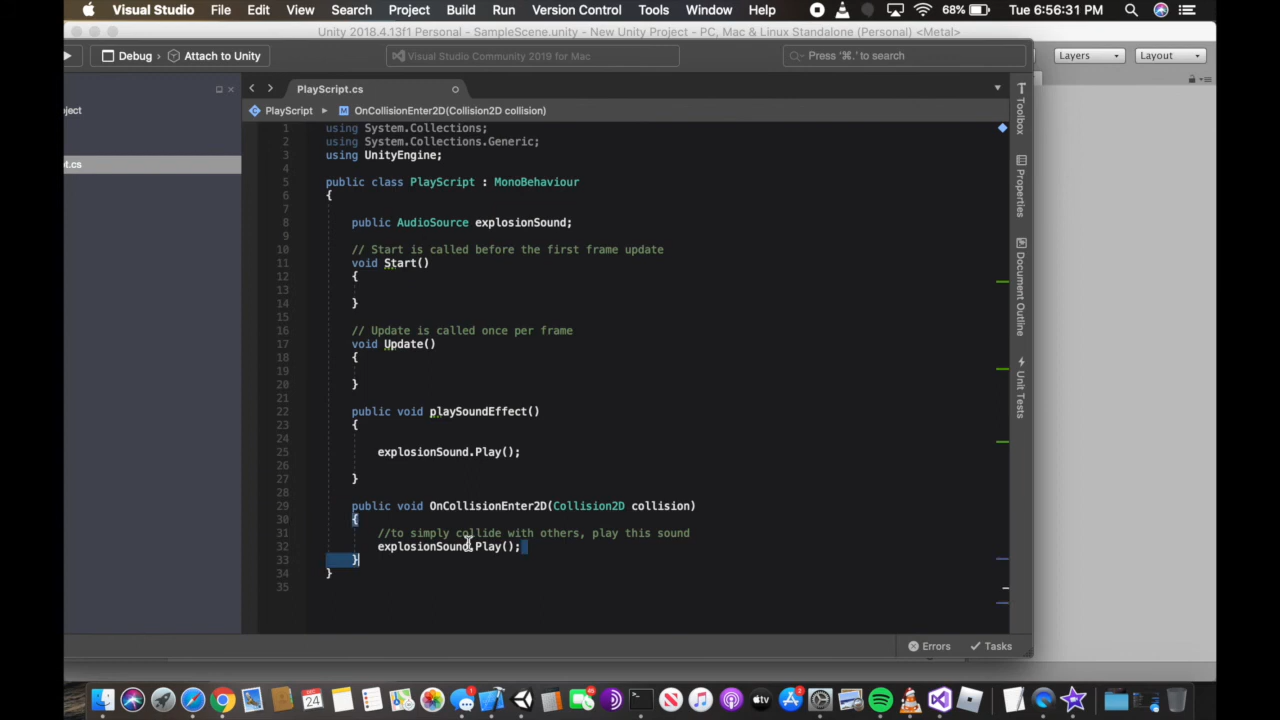 Visual Studio File Edit View Search Project Build Run Version Control Tools Window Help 68% Tue 6:56:31 PM
Unity 2018.4.13f1 Personal - SampleScene.unity - New Unity Project - PC, Mac & Linux Standalone (Personal) <Metal>
Debug › Attach to Unity Visual Studio Community 2019 for Mac Press '⌘.' to search Layers Layout
PlayScript.cs
oject PlayScript ▸ OnCollisionEnter2D(Collision2D collision)
t.cs
1 using System.Collections;
2 using System.Collections.Generic;
3 using UnityEngine;
4
5 public class PlayScript : MonoBehaviour
6 {
7
8 public AudioSource explosionSound;
9
10 // Start is called before the first frame update
11 void Start()
12 {
13
14 }
15
16 // Update is called once per frame
17 void Update()
18 {
19
20 }
21
22 public void playSoundEffect()
23 {
24
25 explosionSound.Play();
26
27 }
28
29 public void OnCollisionEnter2D(Collision2D collision)
30 {
31 //to simply collide with others, play this sound
32 explosionSound.Play();
33 }
34 }
35
Toolbox
Properties
Document Outline
Unit Tests
Errors Tasks